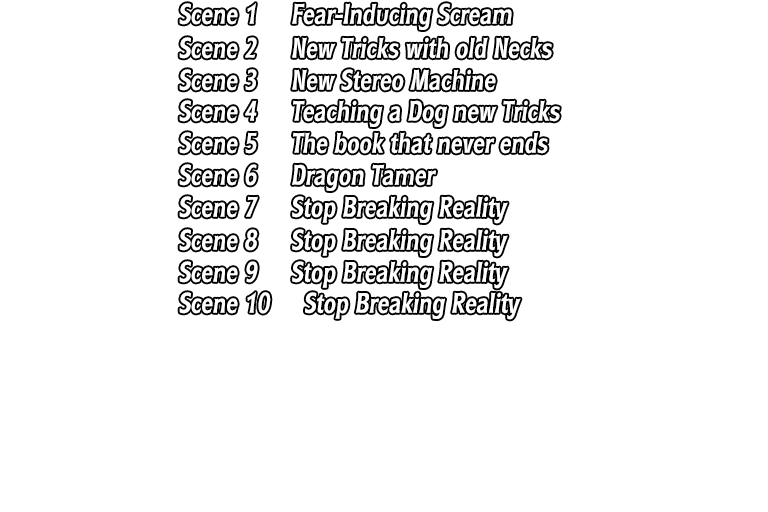 Scene 1 Fear-Inducing Scream
Scene 2 New Tricks with old Necks
Scene 3 New Stereo Machine
Scene 4 Teaching a Dog new Tricks
Scene 5 The book that never ends
Scene 6 Dragon Tamer
Scene 7 Stop Breaking Reality
Scene 8 Stop Breaking Reality
Scene 9 Stop Breaking Reality
Scene 10 Stop Breaking Reality